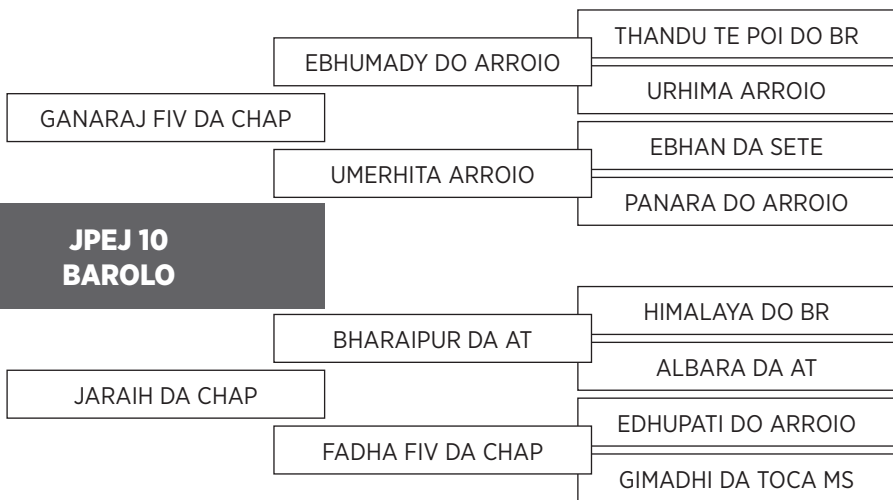 THANDU TE POI DO BR
EBHUMADY DO ARROIO
URHIMA ARROIO
GANARAJ FIV DA CHAP
EBHAN DA SETE
UMERHITA ARROIO
PANARA DO ARROIO
JPEJ 10
BAROLO
HIMALAYA DO BR
BHARAIPUR DA AT
ALBARA DA AT
JARAIH DA CHAP
EDHUPATI DO ARROIO
FADHA FIV DA CHAP
GIMADHI DA TOCA MS